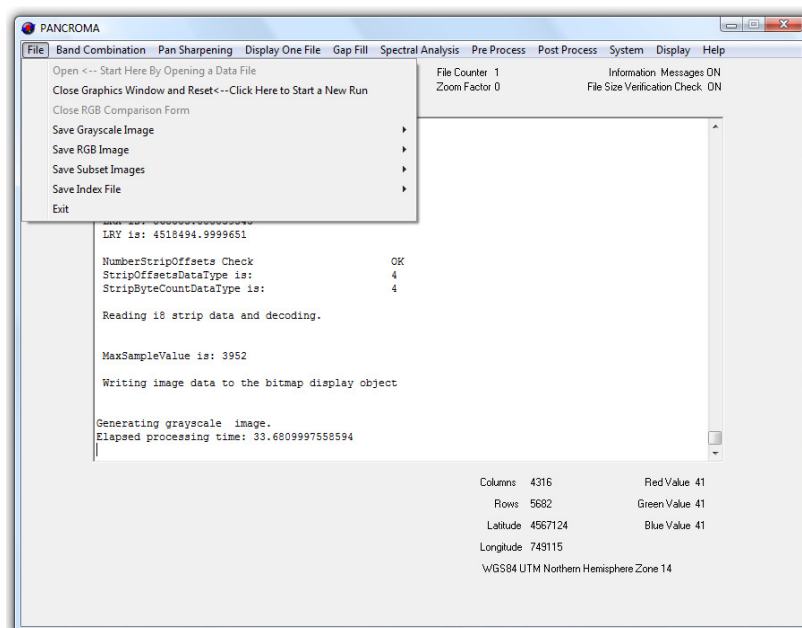 PANCROMA
File Band Combination Pan Sharpening Display One File Gap Fill Spectral Analysis Pre Process Post Process System Display Help
Open <-- Start Here By Opening a Data File
Close Graphics Window and Reset<--Click Here to Start a New Run
Close RGB Comparison Form
Save Grayscale Image
Save RGB Image
Save Subset Images
Save Index File
Exit
File Counter 1 Information Messages ON
Zoom Factor 0 File Size Verification Check ON
LRY is: 4518494.9999651
NumberStripOffsets Check OK
StripOffsetsDataType is: 4
StripByteCountDataType is: 4
Reading i8 strip data and decoding.
MaxSampleValue is: 3952
Writing image data to the bitmap display object
Generating grayscale image.
Elapsed processing time: 33.6809997558594
Columns 4316 Red Value 41
Rows 5682 Green Value 41
Latitude 4567124 Blue Value 41
Longitude 749115
WGS84 UTM Northern Hemisphere Zone 14